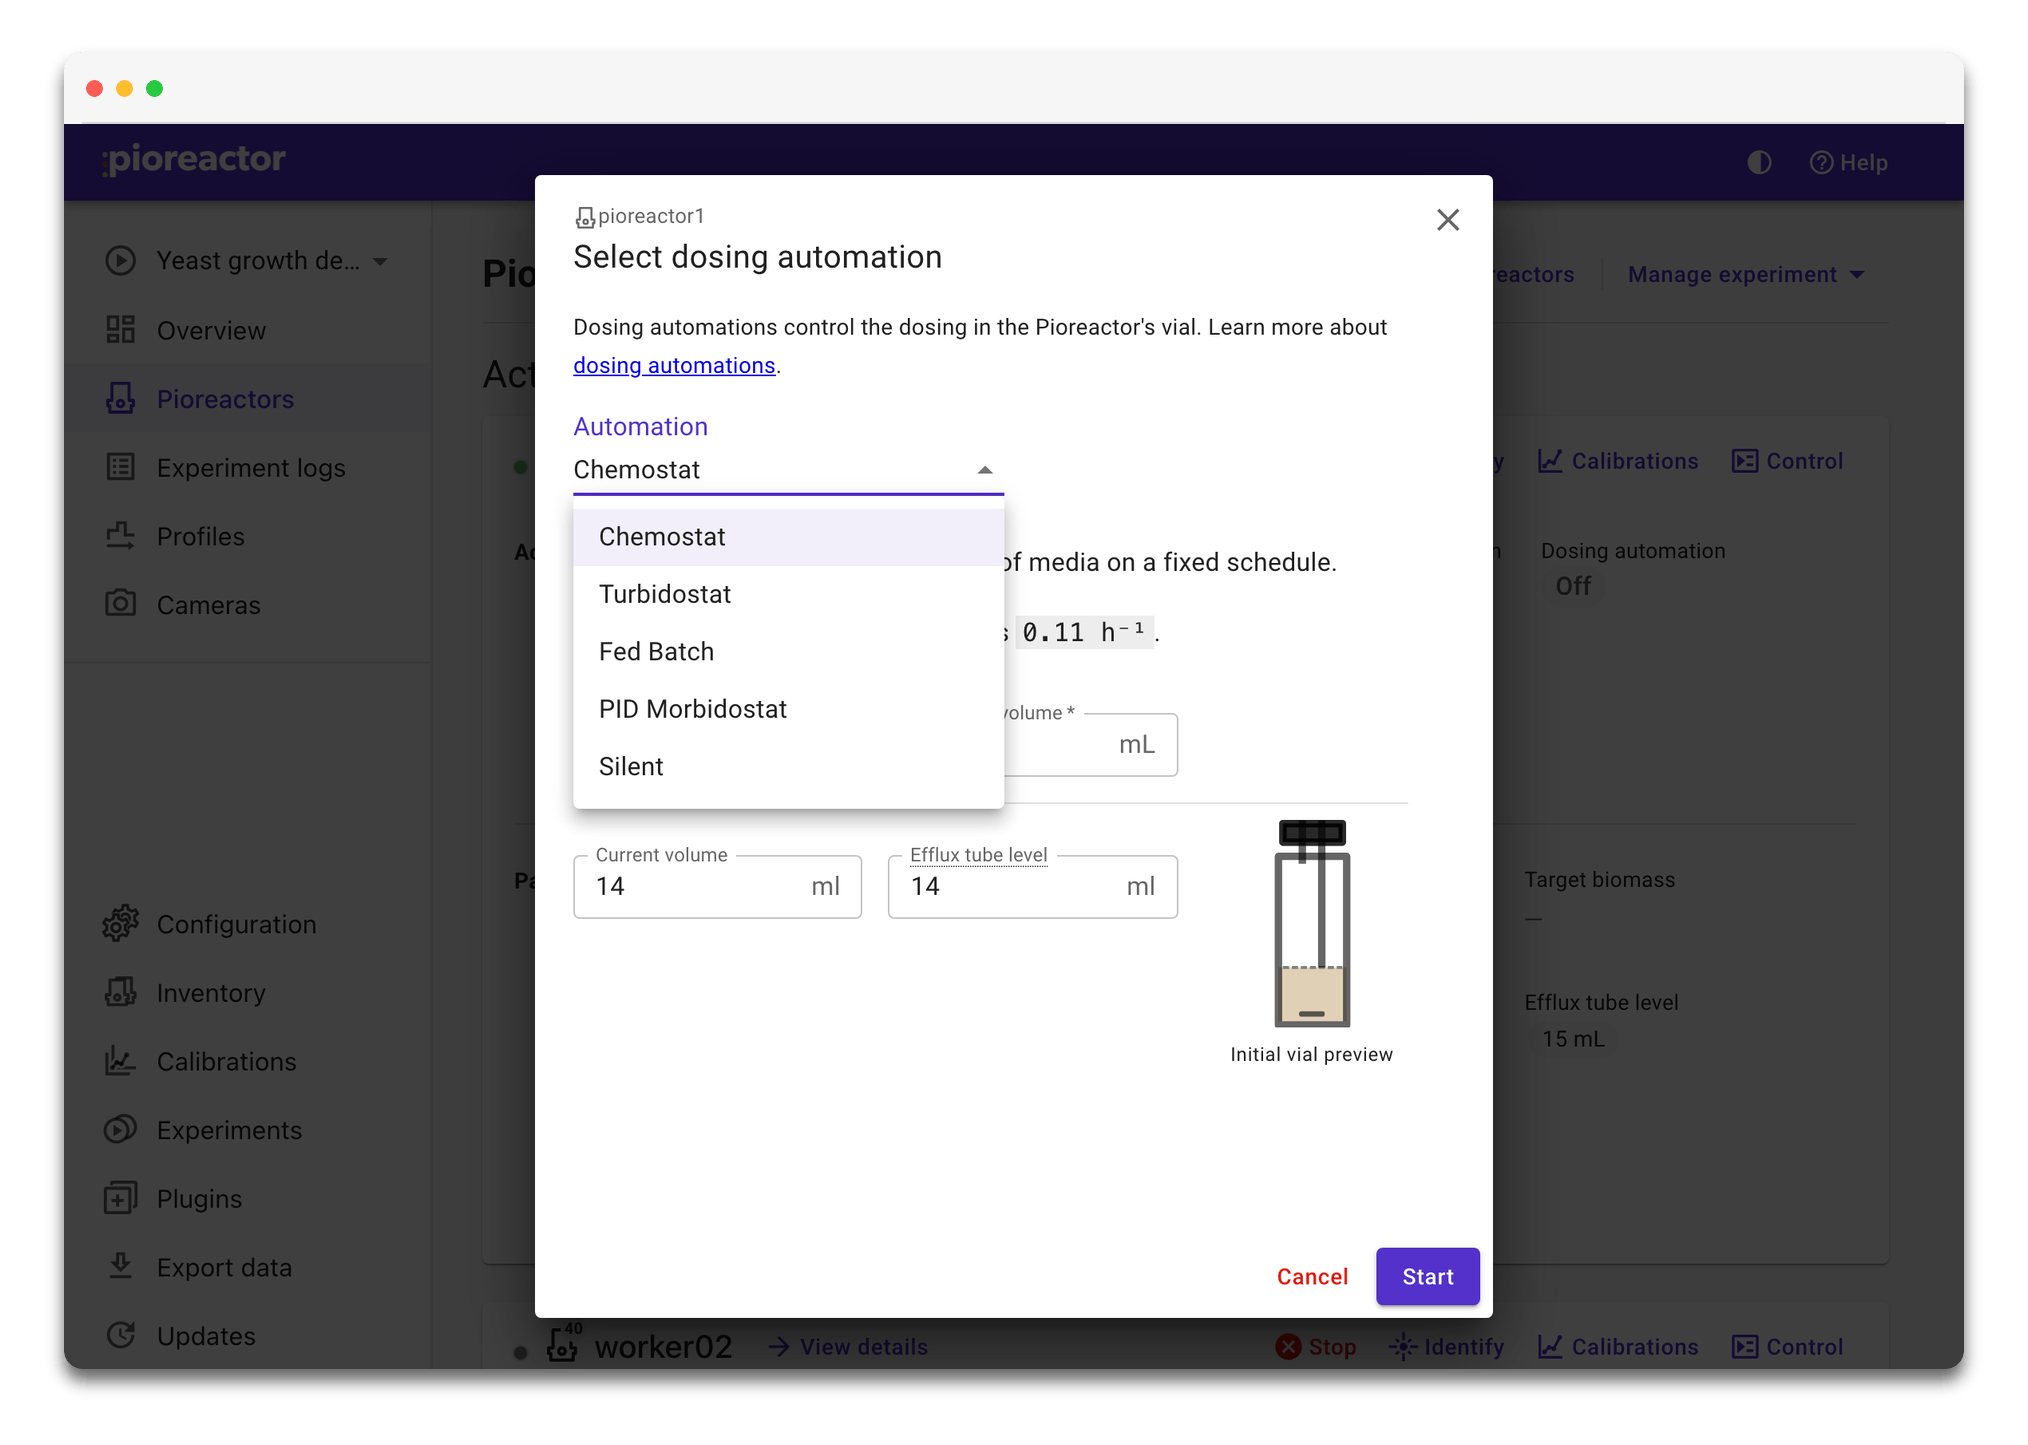 pioreactor
Help
Yeast growth de...
Overview
Pioreactors
Experiment logs
Profiles
Cameras
Configuration
Inventory
Calibrations
Experiments
Plugins
Export data
Updates
Manage experiment
Calibrations
Control
Dosing automation
Off
Target biomass
—
Efflux tube level
15 mL
pioreactor1
Select dosing automation
Dosing automations control the dosing in the Pioreactor's vial. Learn more about
dosing automations.
Automation
Chemostat
Chemostat
Turbidostat
Fed Batch
PID Morbidostat
Silent
of media on a fixed schedule.
0.11 h⁻¹.
volume *
mL
Current volume
14 ml
Efflux tube level
14 ml
Initial vial preview
Cancel
Start
40
worker02
View details
Stop
Identify
Calibrations
Control